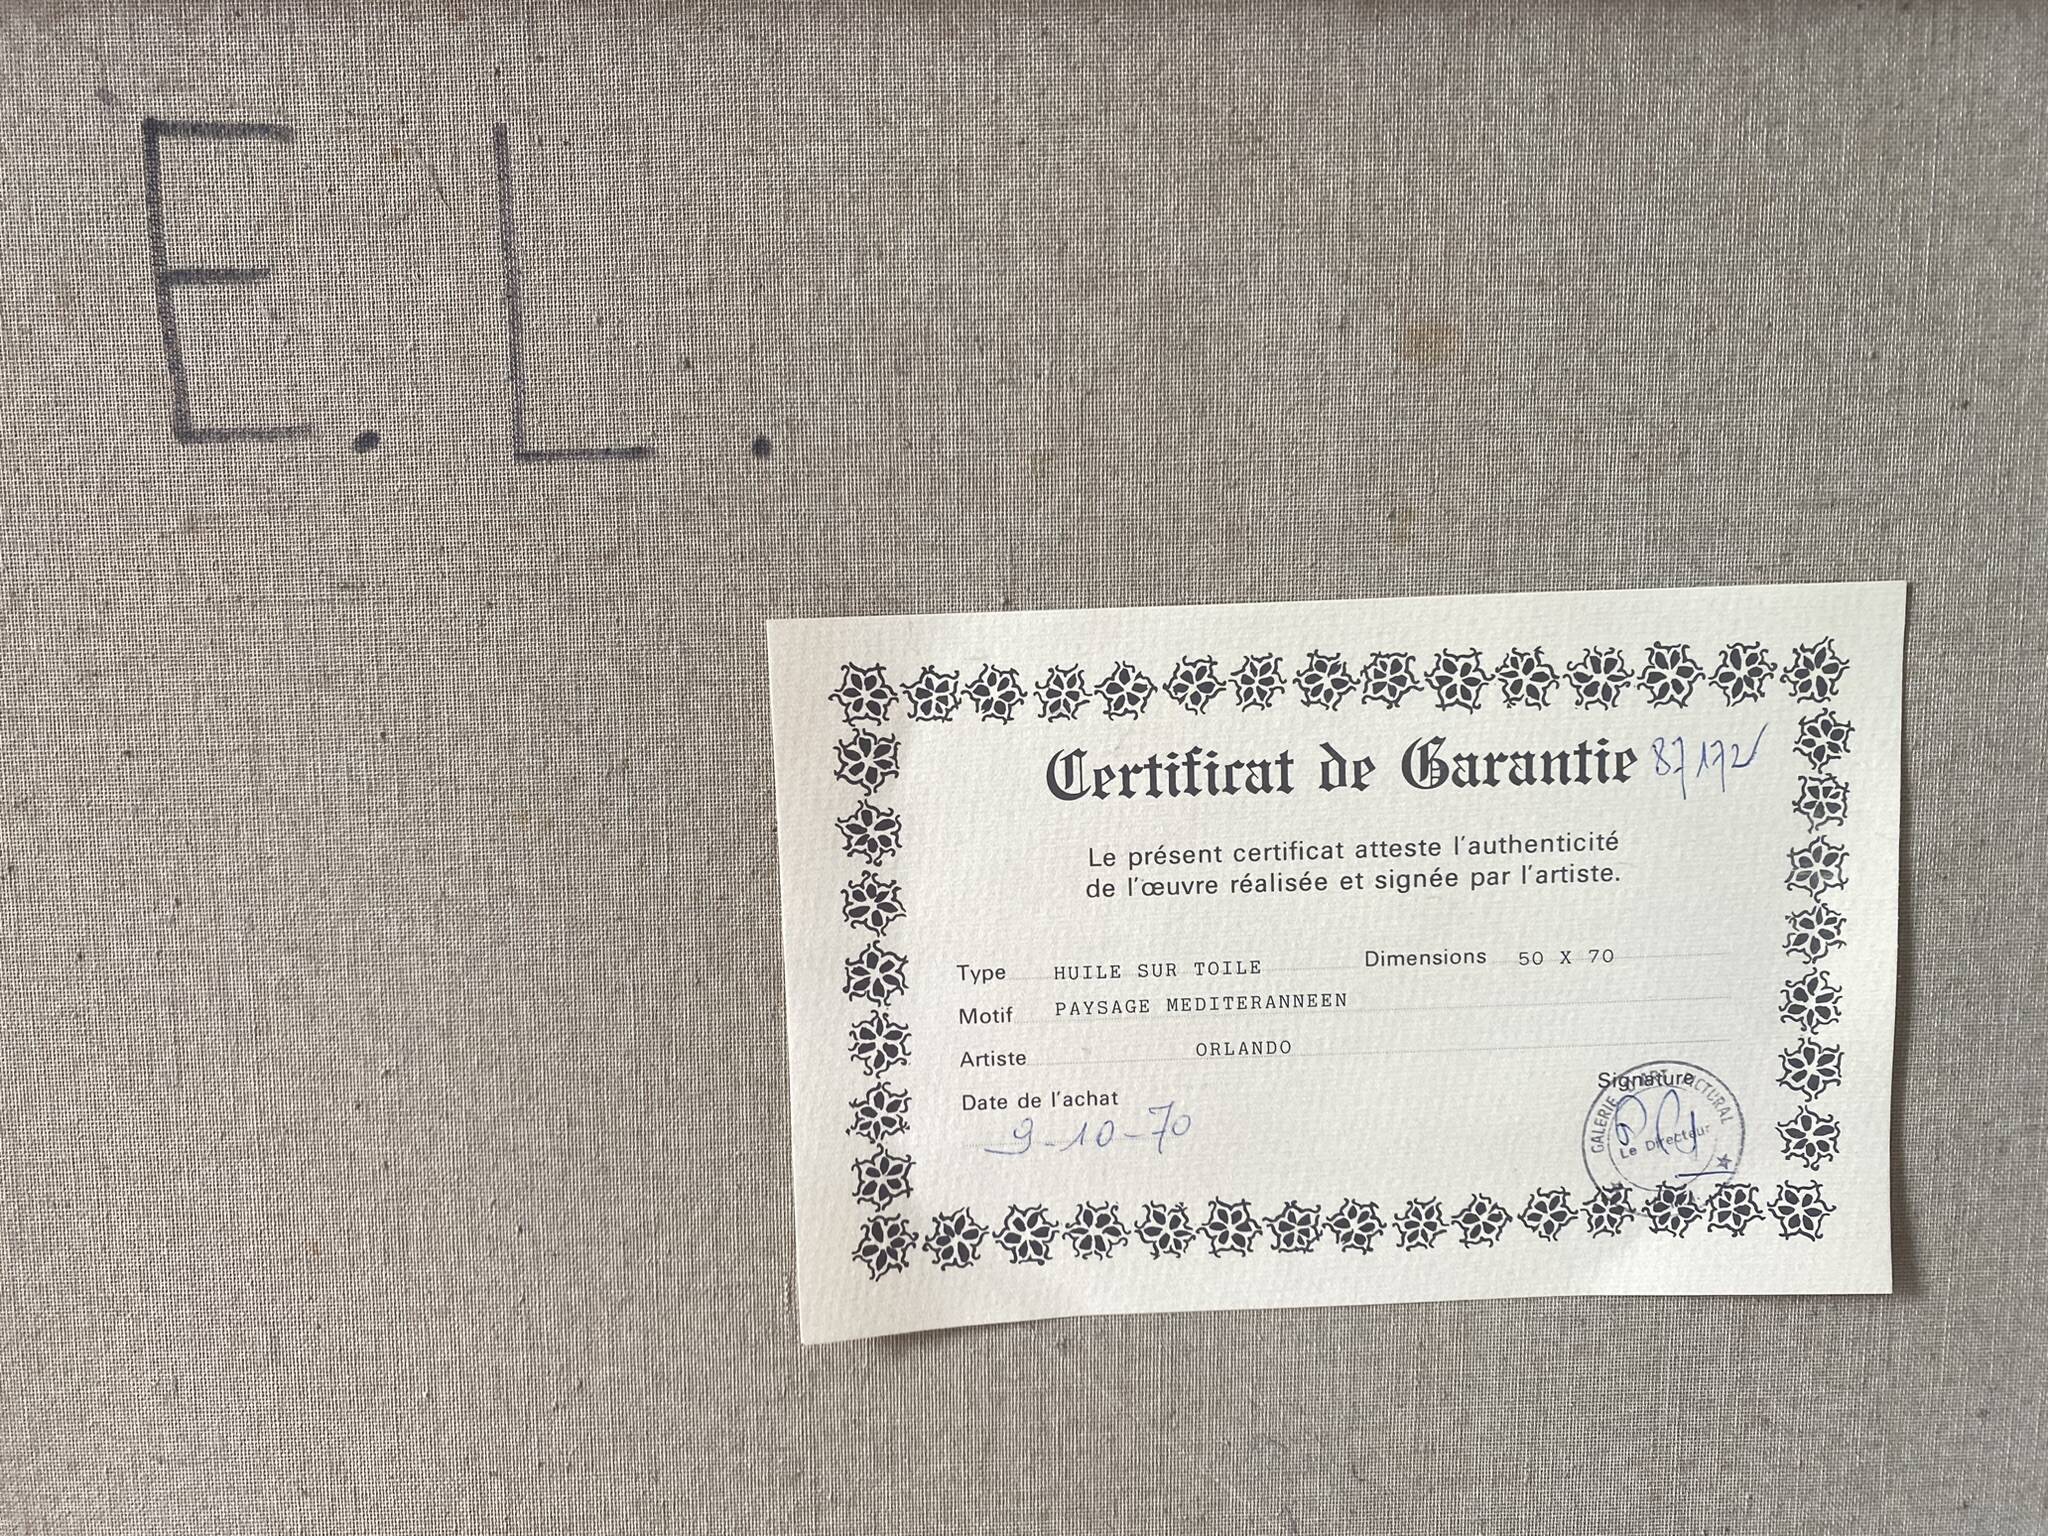 E. L.
Certificat de Garantie 87172
Le présent certificat atteste l'authenticité
de l'œuvre réalisée et signée par l'artiste.
Type HUILE SUR TOILE Dimensions 50 X 70
Motif PAYSAGE MEDITERANNEEN
Artiste ORLANDO
Date de l'achat
9-10-70
Signature
GALERIE D'ART PICTURAL
Le Directeur